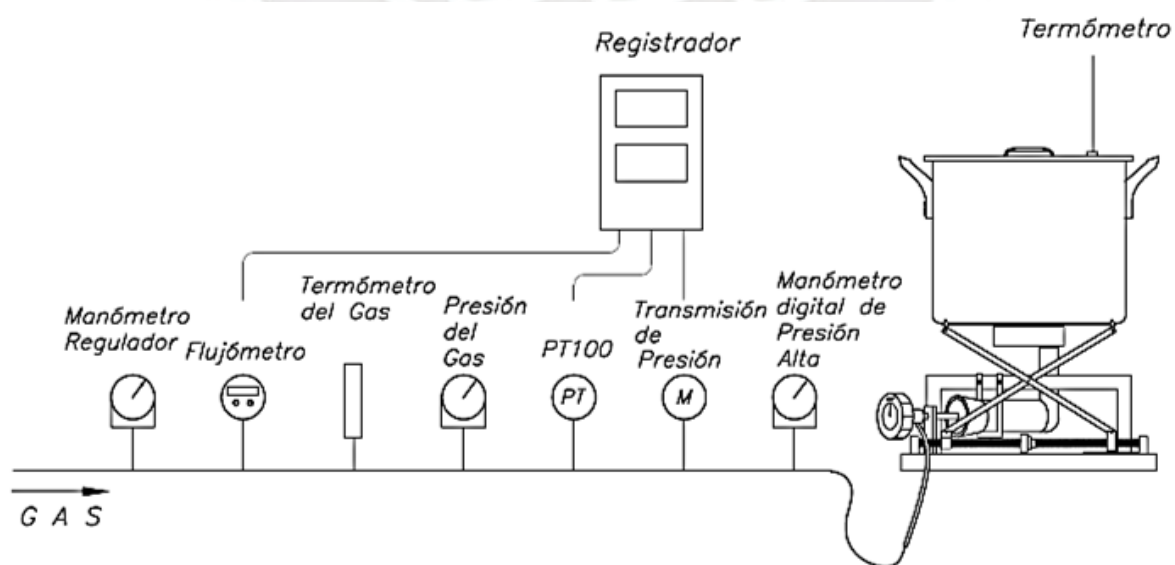 Registrador
Termómetro
Manómetro
Regulador
Flujómetro
Termómetro
del Gas
Presión
del
Gas
PT100
PT
Transmisión
de
Presión
M
Manómetro
digital de
Presión
Alta
G A S